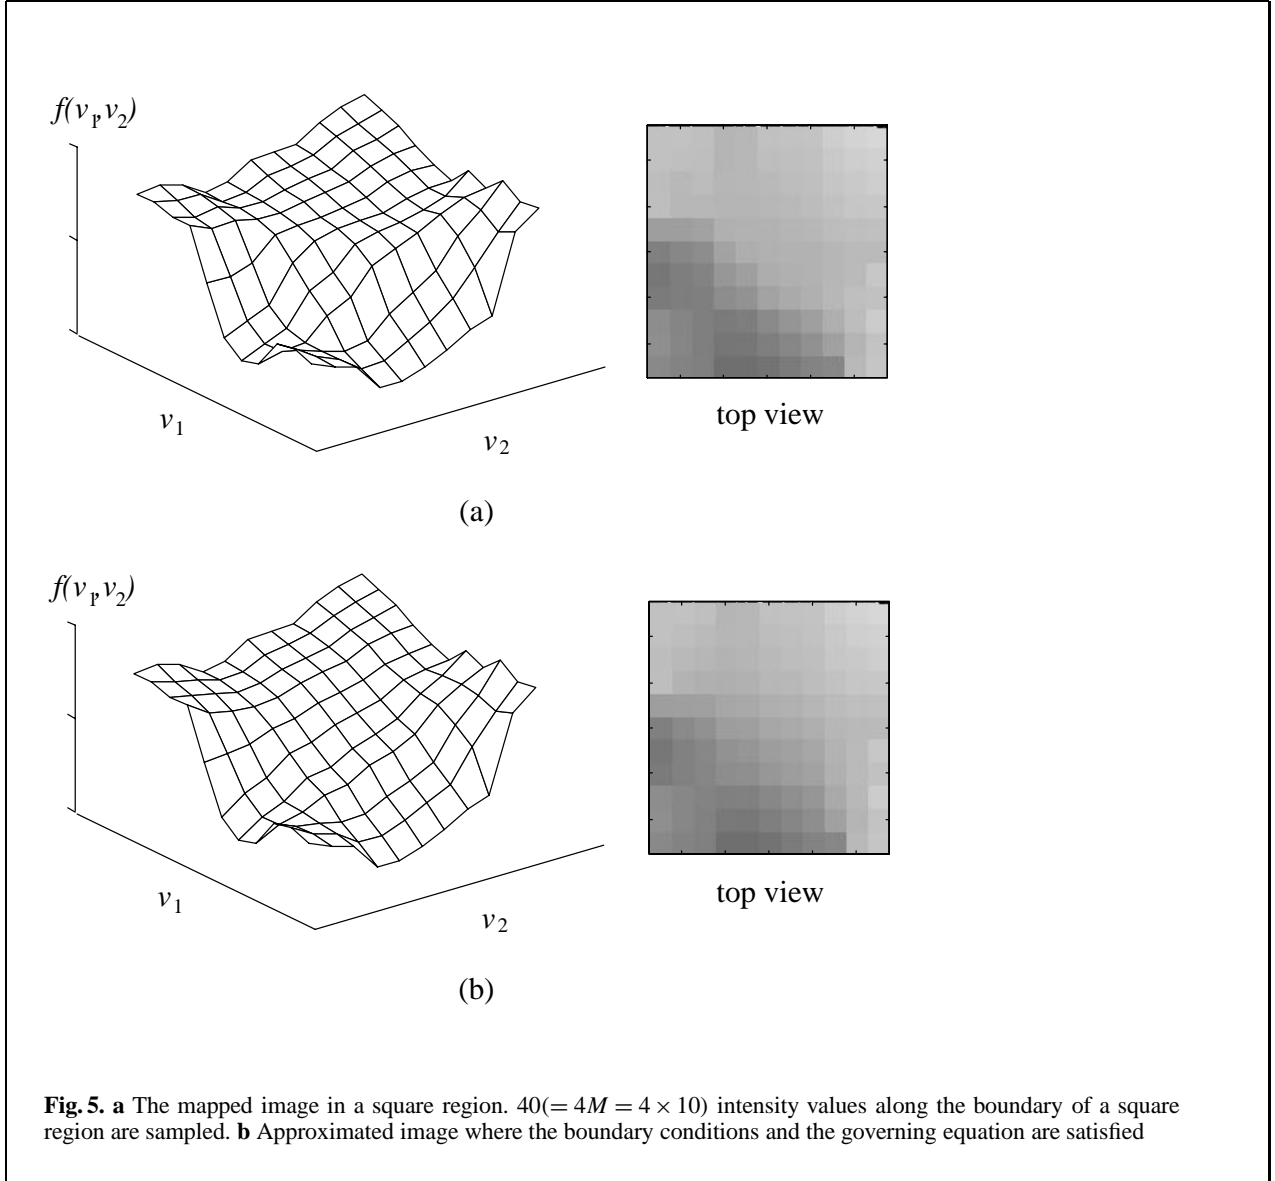 f(v1,v2)
top view
v1
v2
(a)
f(v1,v2)
top view
v1
v2
(b)
Fig. 5. a The mapped image in a square region. 40(= 4M = 4 × 10) intensity values along the boundary of a square
region are sampled. b Approximated image where the boundary conditions and the governing equation are satisfied